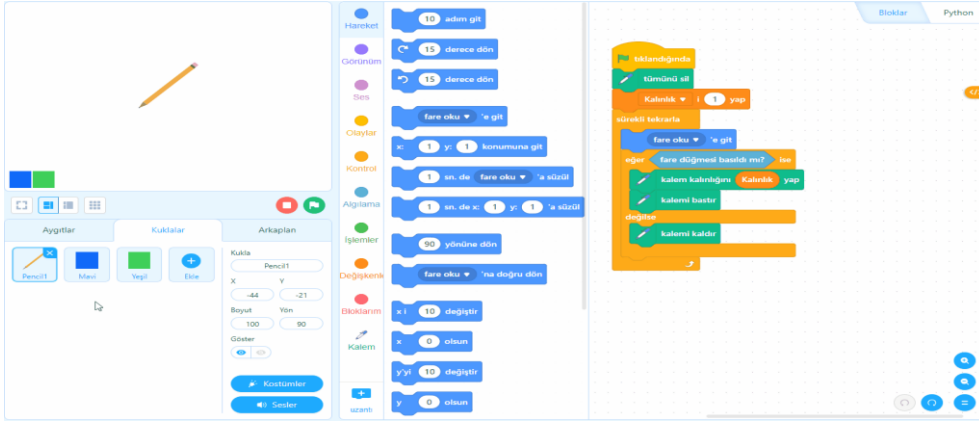 Bloklar
Python
Aygıtlar
Kuklalar
Arkaplan
Pencil1
Mavi
Yeşil
Ekle
Kukla
Pencil1
X
Y
-44
-21
Boyut
Yön
100
90
Göster
Kostümler
Sesler
Hareket
Görünüm
Ses
Olaylar
Kontrol
Algılama
İşlemler
Değişkenk
Bloklarım
Kalem
uzantı
10 adım git
15 derece dön
15 derece dön
fare oku 'e git
x: 1 y: 1 konumuna git
1 sn. de fare oku 'a süzül
1 sn. de x: 1 y: 1 'a süzül
90 yönüne dön
fare oku 'na doğru dön
x i 10 değiştir
x 0 olsun
y'yi 10 değiştir
y 0 olsun
tıklandığında
tümünü sil
Kalınlık i 1 yap
sürekli tekrarla
fare oku 'e git
eğer fare düğmesi basıldı mı? ise
kalem kalınlığını Kalınlık yap
kalemi bastır
değilse
kalemi kaldır